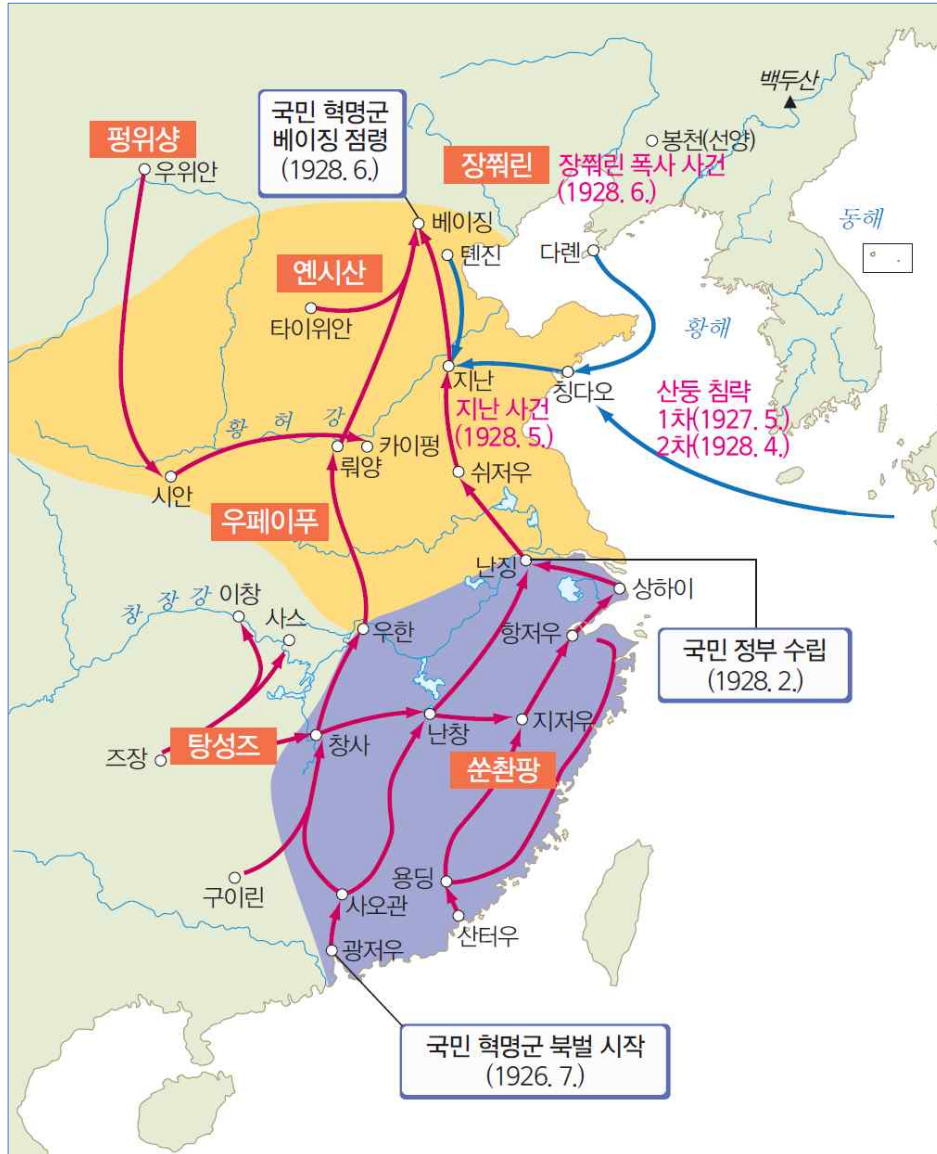 백두산
국민 혁명군
베이징 점령
(1928. 6.)
펑위샹
우위안
장쭤린
봉천(선양)
장쭤린 폭사 사건
(1928. 6.)
동해
베이징
톈진
다롄
옌시산
타이위안
황해
지난
칭다오
지난 사건
(1928. 5.)
산둥 침략
1차(1927. 5.)
2차(1928. 4.)
황허강
카이펑
뤄양
시안
쉬저우
우페이푸
난징
상하이
창장강
이창
사스
우한
항저우
국민 정부 수립
(1928. 2.)
즈장
탕성즈
창사
난창
지저우
쑨촨팡
구이린
사오관
용딩
산터우
광저우
국민 혁명군 북벌 시작
(1926. 7.)